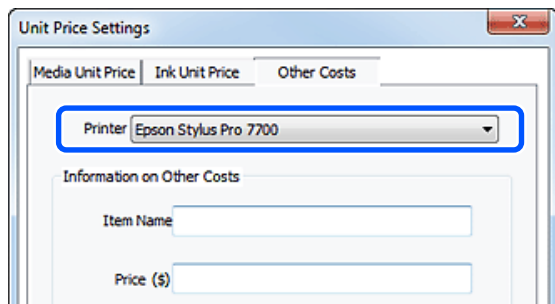 Unit Price Settings
Media Unit Price Ink Unit Price Other Costs
Printer Epson Stylus Pro 7700
Information on Other Costs
Item Name
Price ($)